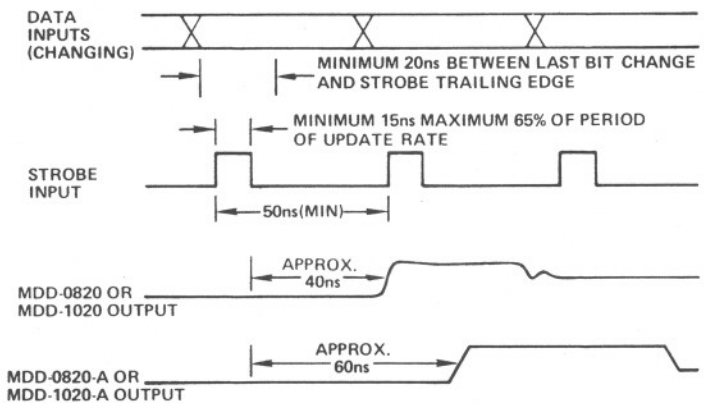 DATA
INPUTS
(CHANGING)
MINIMUM 20ns BETWEEN LAST BIT CHANGE
AND STROBE TRAILING EDGE
MINIMUM 15ns MAXIMUM 65% OF PERIOD
OF UPDATE RATE
STROBE
INPUT
50ns(MIN)
APPROX.
40ns
MDD-0820 OR
MDD-1020 OUTPUT
APPROX.
60ns
MDD-0820-A OR
MDD-1020-A OUTPUT